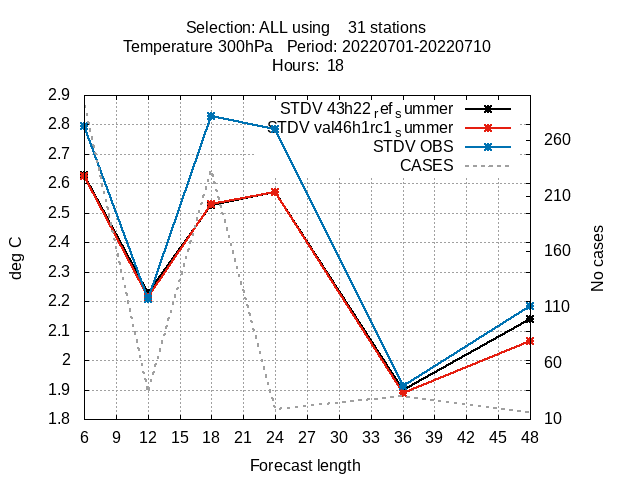 Selection: ALL using    31 stations
Temperature 300hPa   Period: 20220701-20220710
Hours:  18
STDV 43h22refsummer
STDV val46h1rc1summer
STDV OBS
CASES
2.9
2.8
2.7
2.6
2.5
2.4
2.3
2.2
2.1
2
1.9
1.8
deg C
260
210
160
110
60
10
No cases
6 9 12 15 18 21 24 27 30 33 36 39 42 45 48
Forecast length